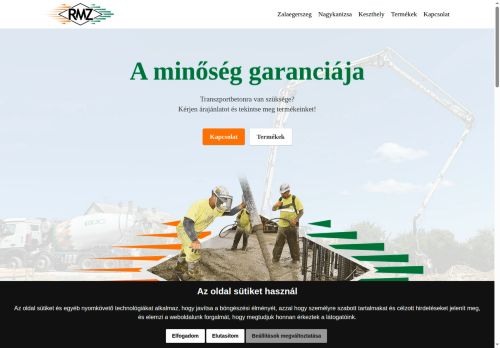 RMZ
Zalaegerszeg Nagykanizsa Keszthely Termékek Kapcsolat
A minőség garanciája
Transzportbetonra van szüksége?
Kérjen árajánlatot és tekintse meg termékeinket!
Kapcsolat Termékek
Az oldal sütiket használ
Az oldal sütiket és egyéb nyomkövető technológiákat alkalmaz, hogy javítsa a böngészési élményét, azzal hogy személyre szabott tartalmakat és célzott hirdetéseket jelenít meg,
és elemzi a weboldalunk forgalmát, hogy megtudjuk honnan érkeztek a látogatóink.
Elfogadom Elutasítom Beállítások megváltoztatása